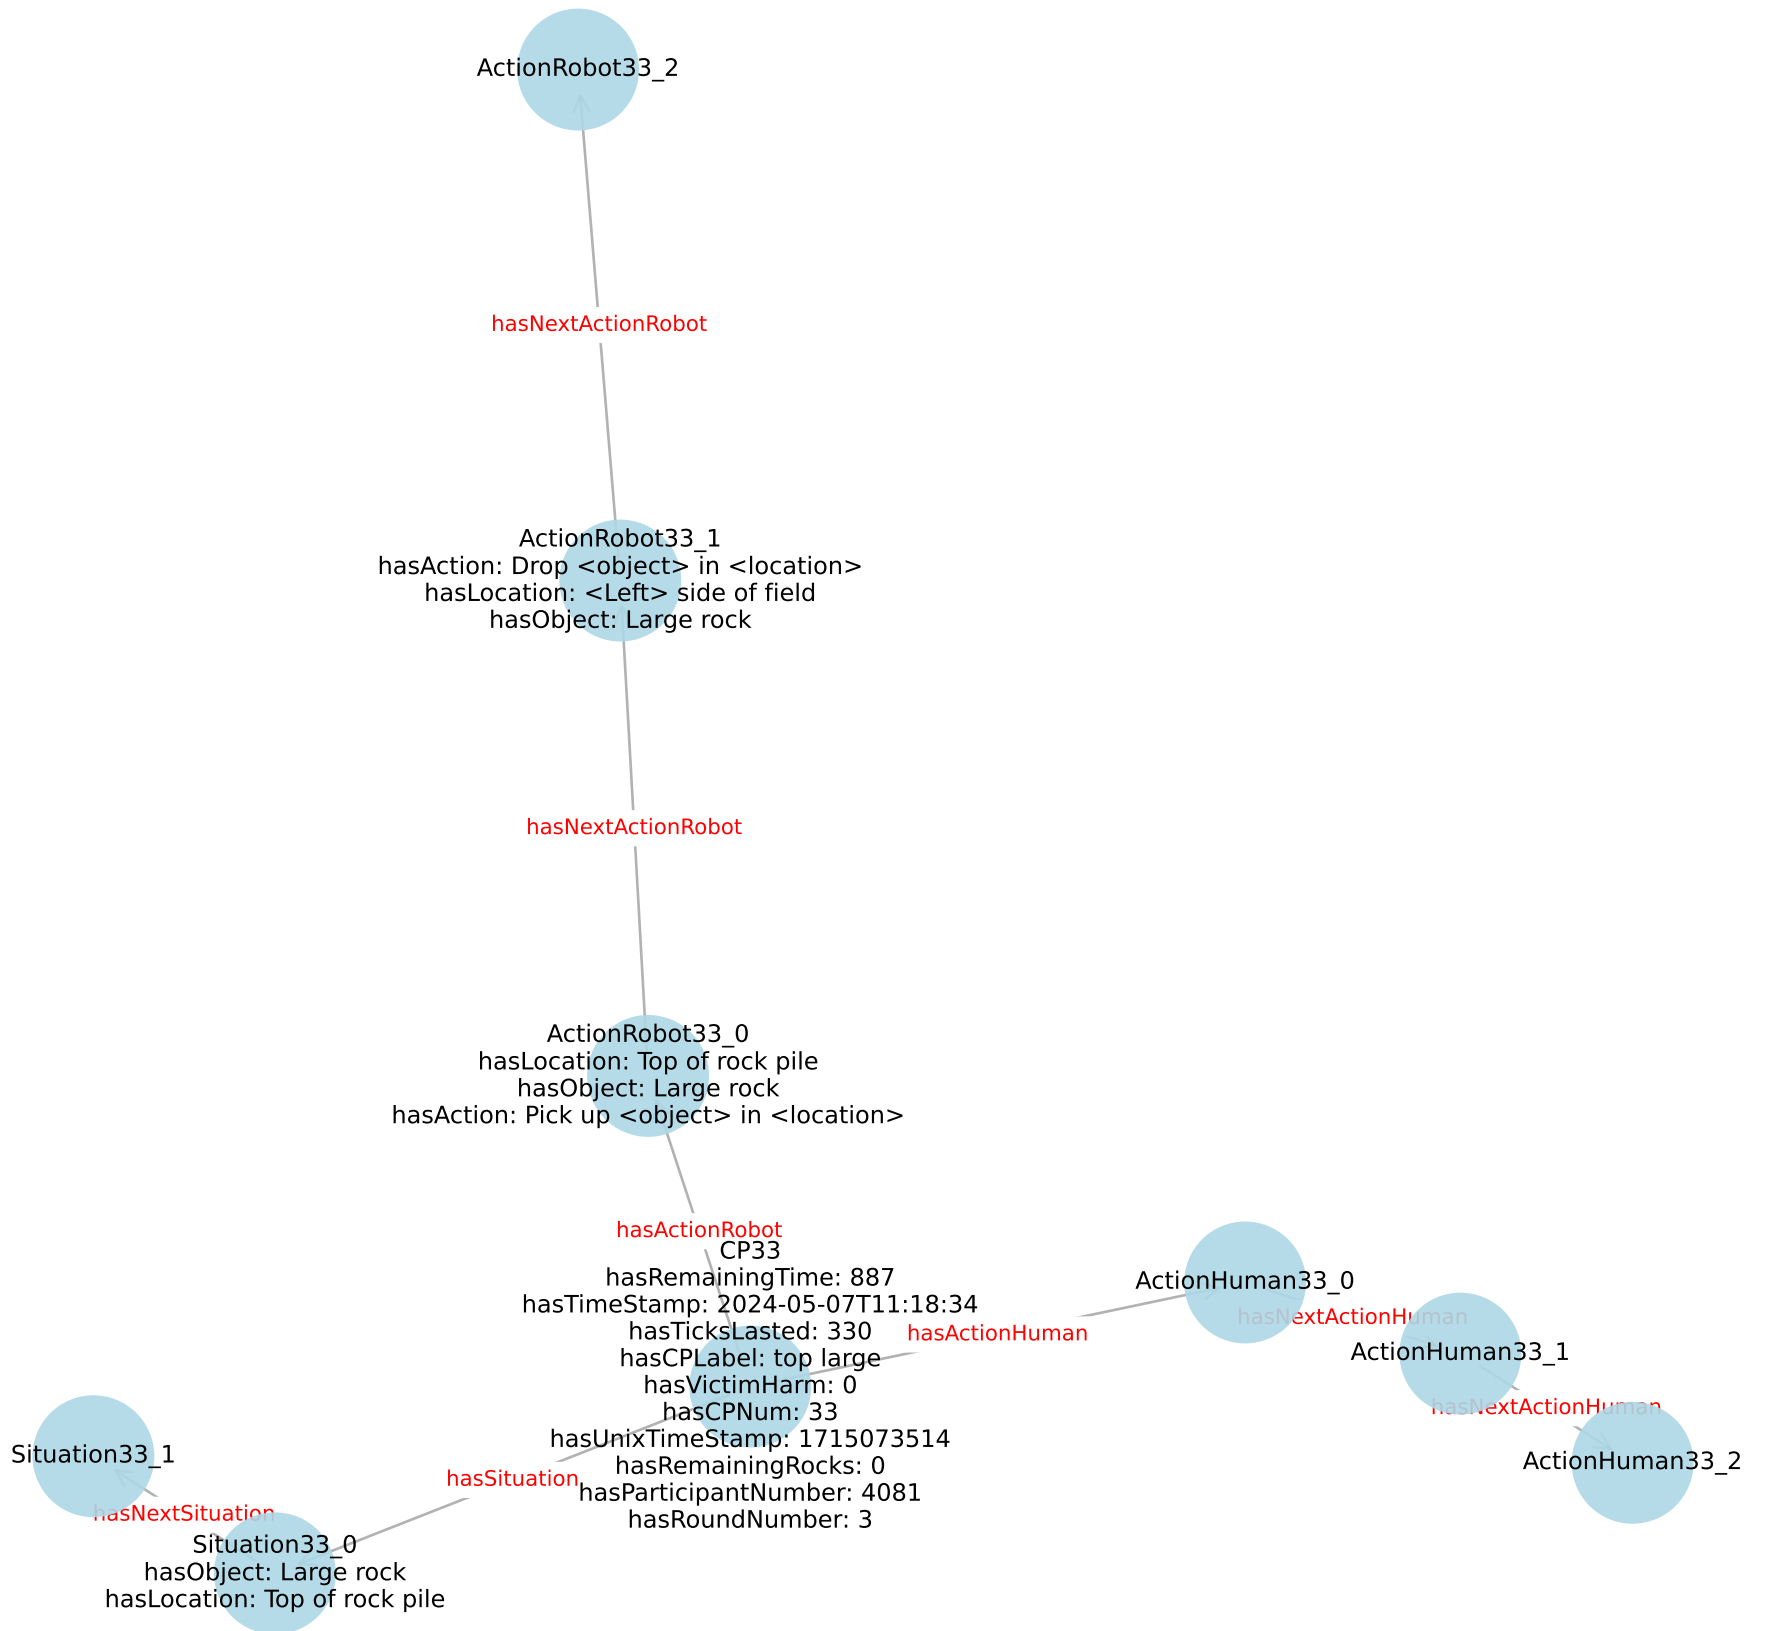 ActionRobot33_2
hasNextActionRobot
ActionRobot33_1
hasAction: Drop <object> in <location>
hasLocation: <Left> side of field
hasObject: Large rock
hasNextActionRobot
ActionRobot33_0
hasLocation: Top of rock pile
hasObject: Large rock
hasAction: Pick up <object> in <location>
hasActionRobot
CP33
hasRemainingTime: 887
hasTimeStamp: 2024-05-07T11:18:34
hasTicksLasted: 330
hasCPLabel: top large
hasVictimHarm: 0
hasCPNum: 33
hasUnixTimeStamp: 1715073514
hasRemainingRocks: 0
hasParticipantNumber: 4081
hasRoundNumber: 3
hasActionHuman
ActionHuman33_0
hasNextActionHuman
ActionHuman33_1
hasNextActionHuman
ActionHuman33_2
hasSituation
Situation33_1
hasNextSituation
Situation33_0
hasObject: Large rock
hasLocation: Top of rock pile